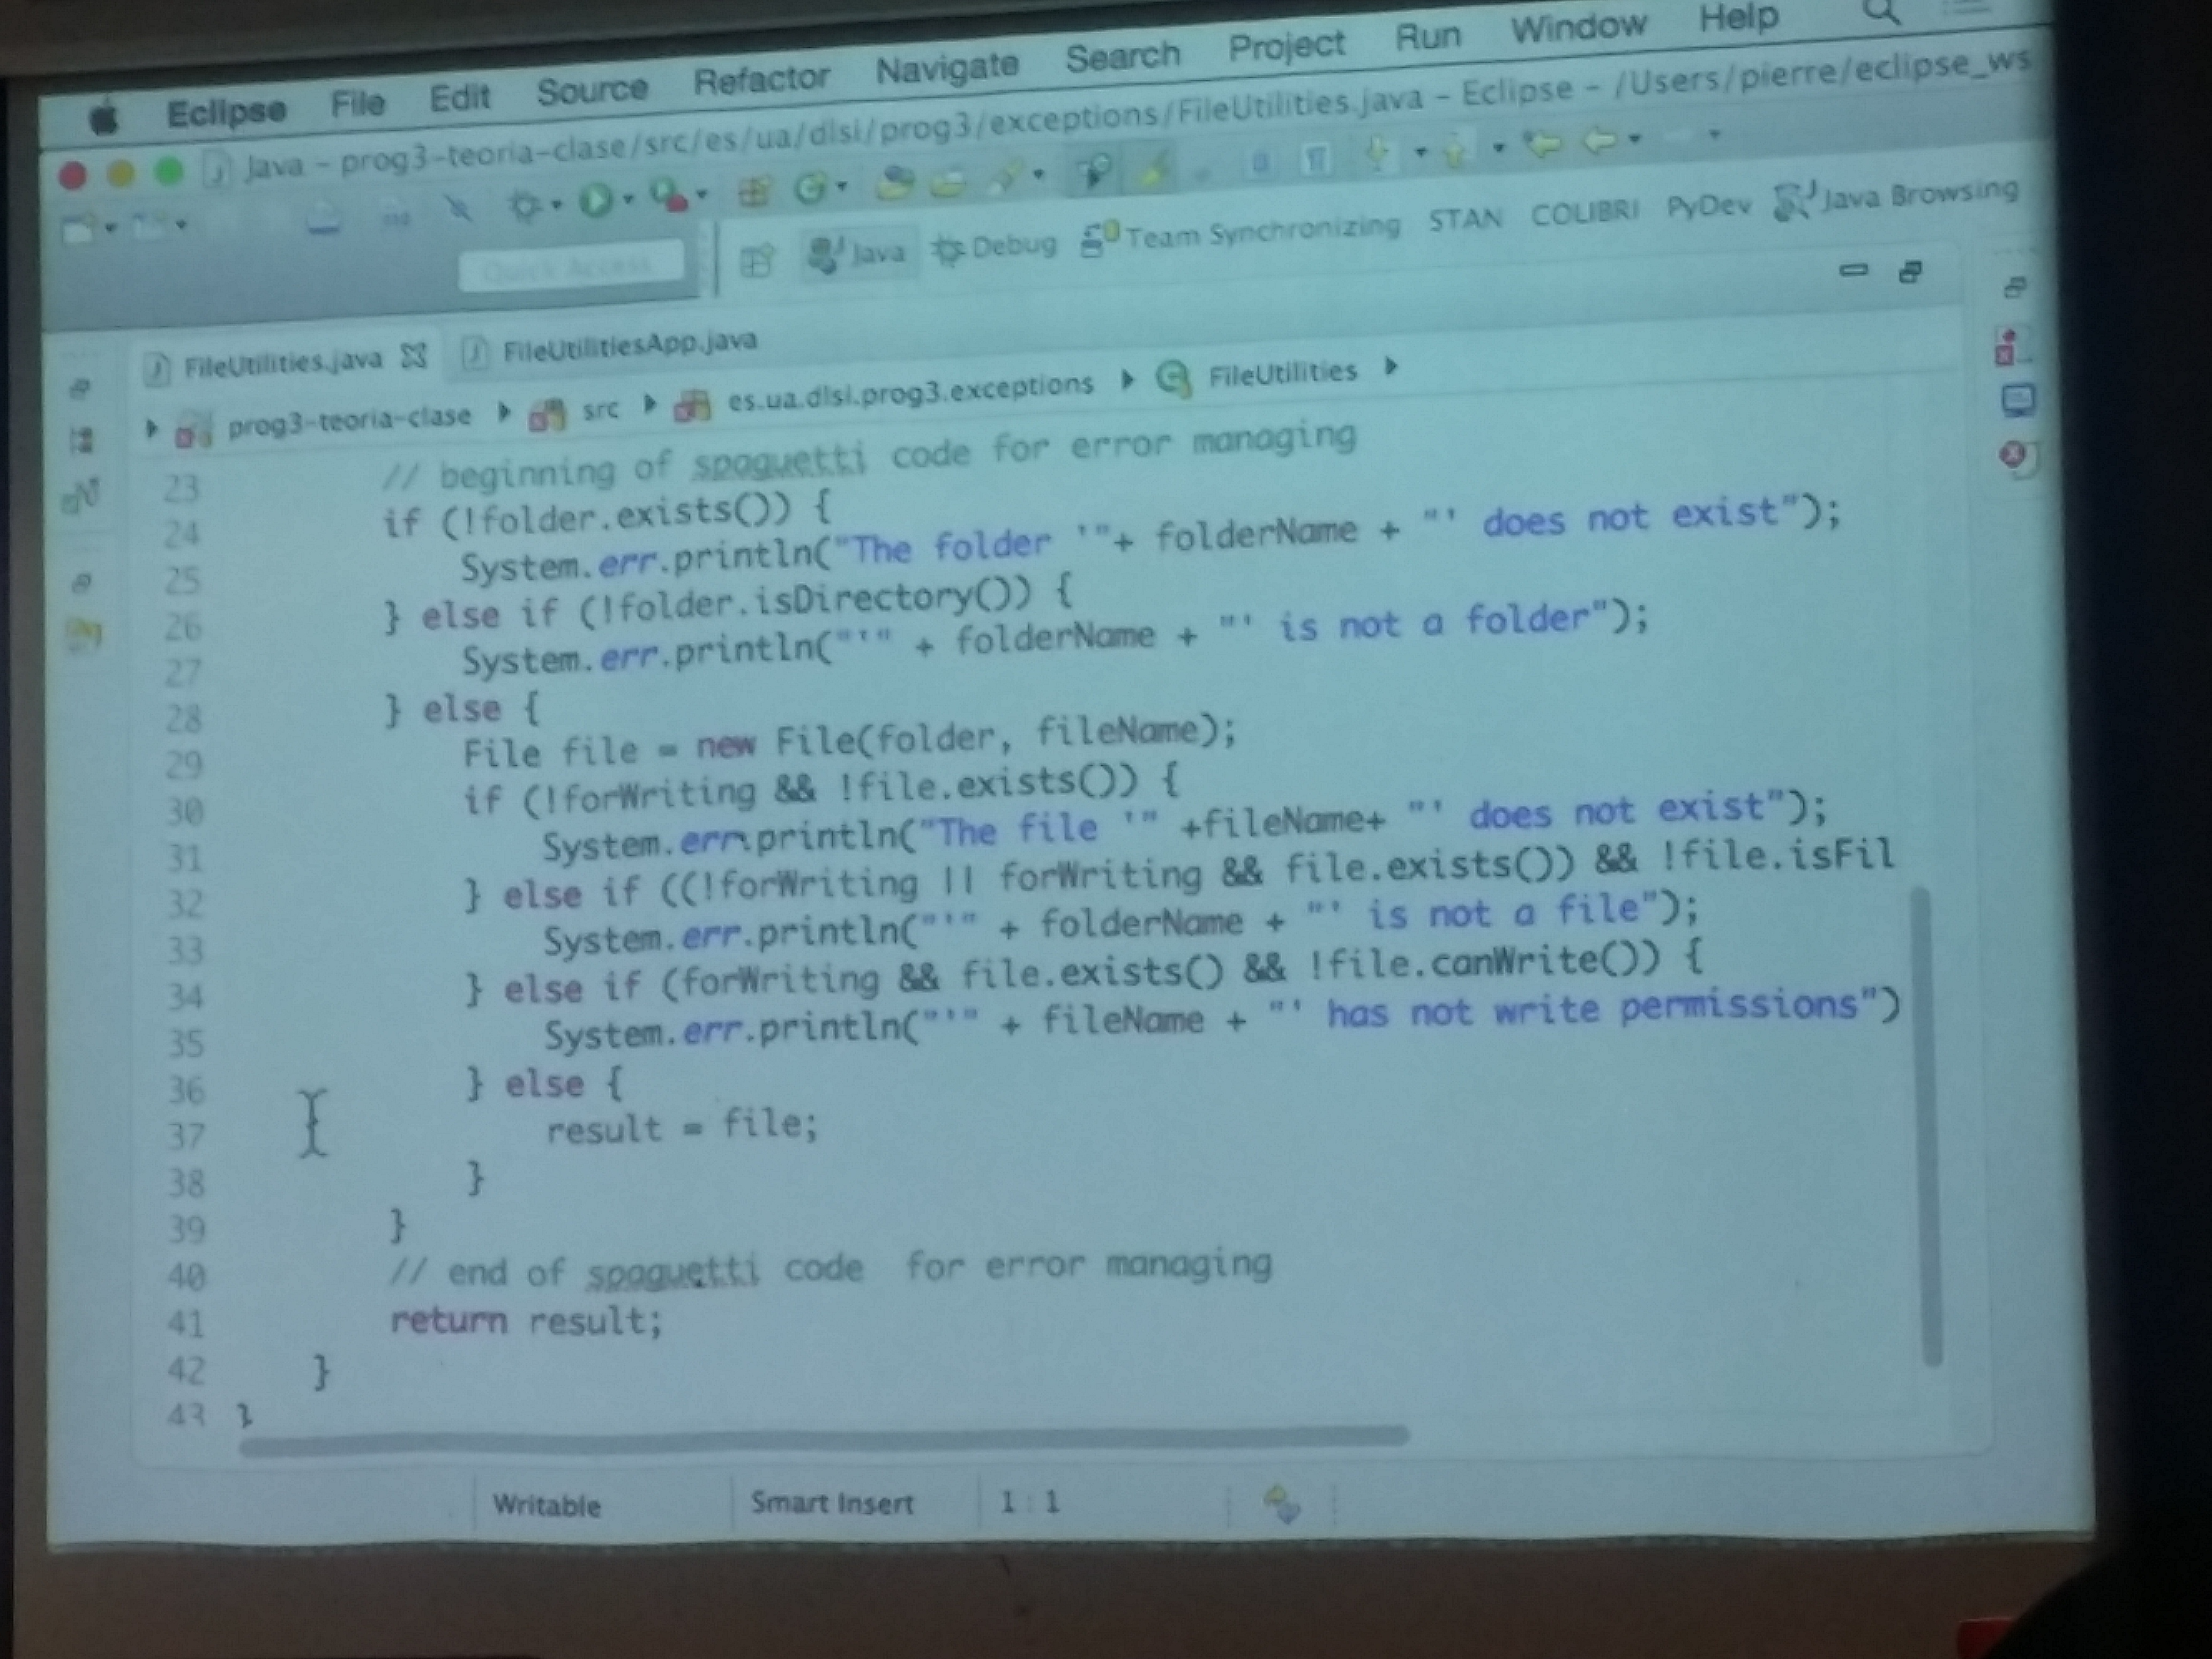 Eclipse File Edit Source Refactor Navigate Search Project Run Window Help
Java - prog3-teoria-clase/src/es/ua/dlsi/prog3/exceptions/FileUtilities.java - Eclipse - /Users/pierre/eclipse_ws
Quick Access Java Debug Team Synchronizing STAN COLIBRI PyDev Java Browsing
FileUtilities.java FileUtilitiesApp.java
prog3-teoria-clase src es.ua.dlsi.prog3.exceptions FileUtilities
23 // beginning of spaguetti code for error managing
24 if (!folder.exists()) {
25 System.err.println("The folder '"+ folderName + "' does not exist");
26 } else if (!folder.isDirectory()) {
27 System.err.println("'" + folderName + "' is not a folder");
28 } else {
29 File file = new File(folder, fileName);
30 if (!forWriting && !file.exists()) {
31 System.err.println("The file '" +fileName+ "' does not exist");
32 } else if ((!forWriting || forWriting && file.exists()) && !file.isFil
33 System.err.println("'" + folderName + "' is not a file");
34 } else if (forWriting && file.exists() && !file.canWrite()) {
35 System.err.println("'" + fileName + "' has not write permissions")
36 } else {
37 result = file;
38 }
39 }
40 // end of spaguetti code  for error managing
41 return result;
42 }
43 }
Writable Smart Insert 1 : 1